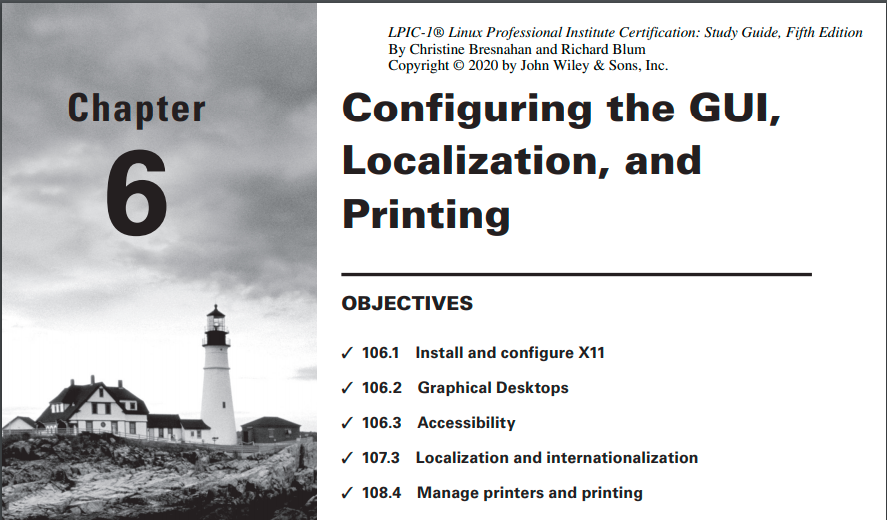 LPIC-1® Linux Professional Institute Certification: Study Guide, Fifth Edition
By Christine Bresnahan and Richard Blum
Copyright © 2020 by John Wiley & Sons, Inc.
Chapter
6
Configuring the GUI,
Localization, and
Printing
OBJECTIVES
✓ 106.1 Install and configure X11
✓ 106.2 Graphical Desktops
✓ 106.3 Accessibility
✓ 107.3 Localization and internationalization
✓ 108.4 Manage printers and printing